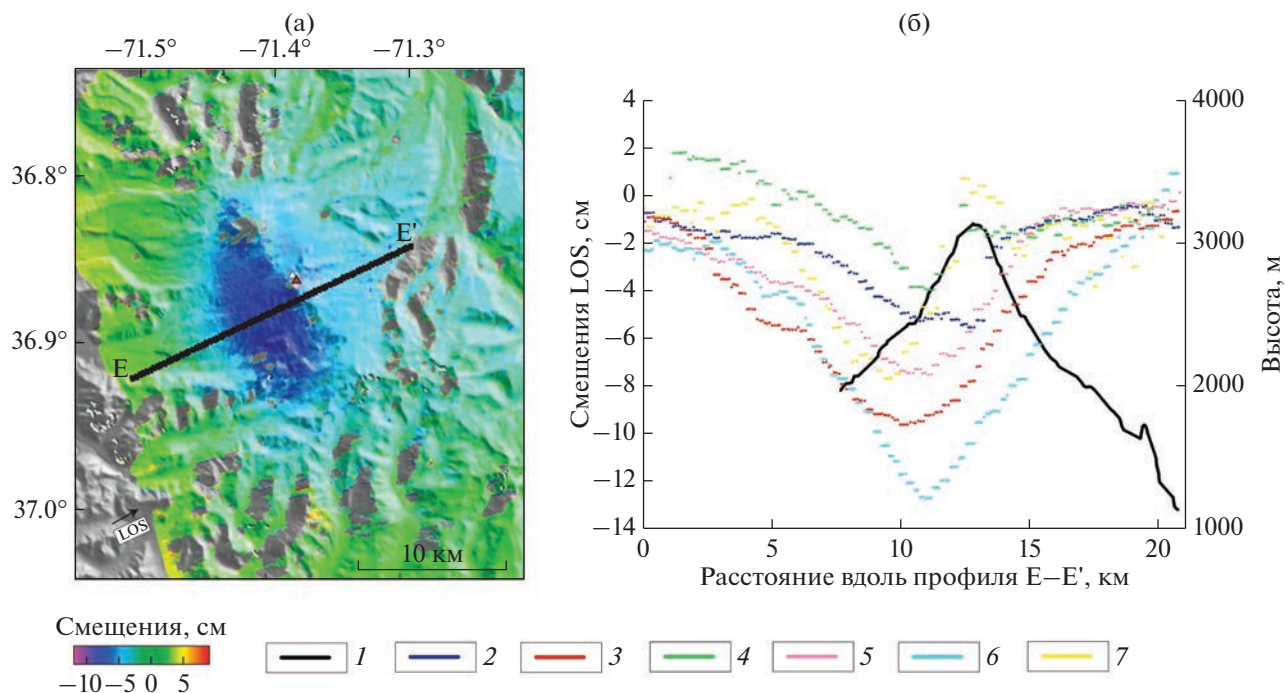 (а)
−71.5° −71.4° −71.3°
36.8°
36.9°
37.0°
E
E'
LOS
10 км
(б)
Смещения LOS, см
4
2
0
−2
−4
−6
−8
−10
−12
−14
4000
3000
2000
1000
Высота, м
0 5 10 15 20
Расстояние вдоль профиля E−E', км
Смещения, см
−10 −5 0 5
1 2 3 4 5 6 7